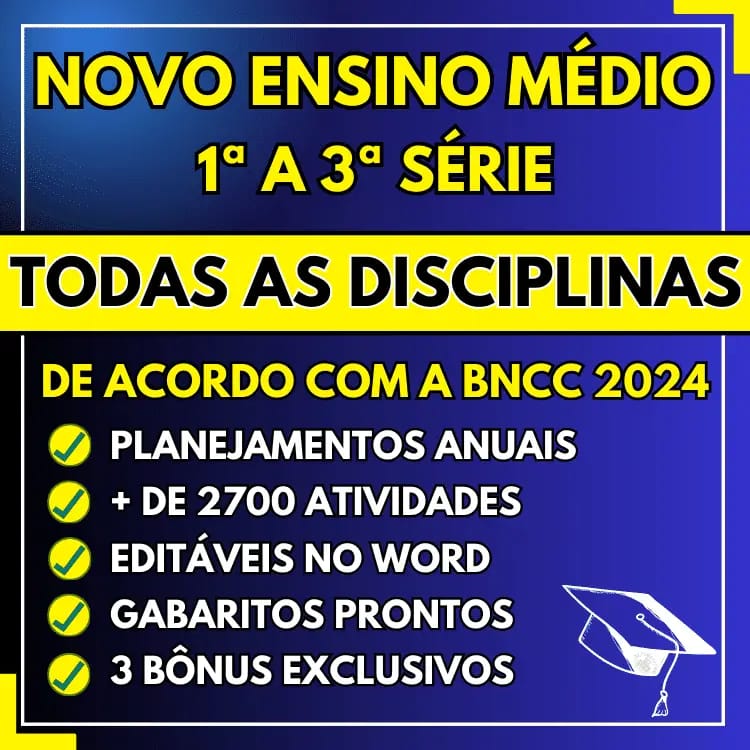 NOVO ENSINO MÉDIO
1ª A 3ª SÉRIE
TODAS AS DISCIPLINAS
DE ACORDO COM A BNCC 2024
PLANEJAMENTOS ANUAIS
+ DE 2700 ATIVIDADES
EDITÁVEIS NO WORD
GABARITOS PRONTOS
3 BÔNUS EXCLUSIVOS